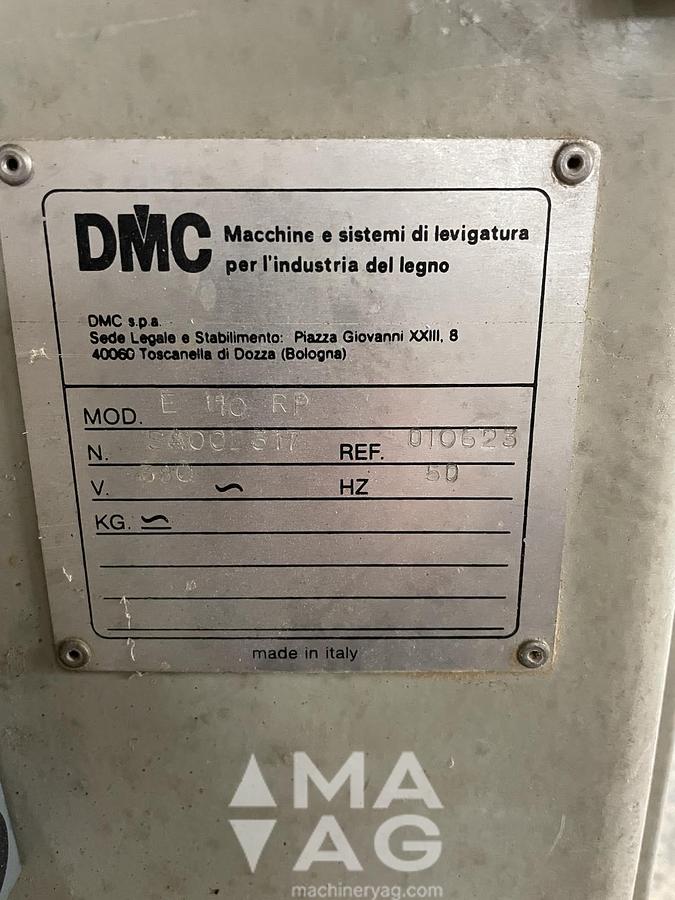 DMC Macchine e sistemi di levigatura
per l'industria del legno
DMC s.p.a.
Sede Legale e Stabilimento: Piazza Giovanni XXIII, 8
40060 Toscanella di Dozza (Bologna)
MOD. E 110 RP
N. REF. 010623
V. 380 ~ HZ 50
KG.
made in italy
MA
AG
machineryag.com